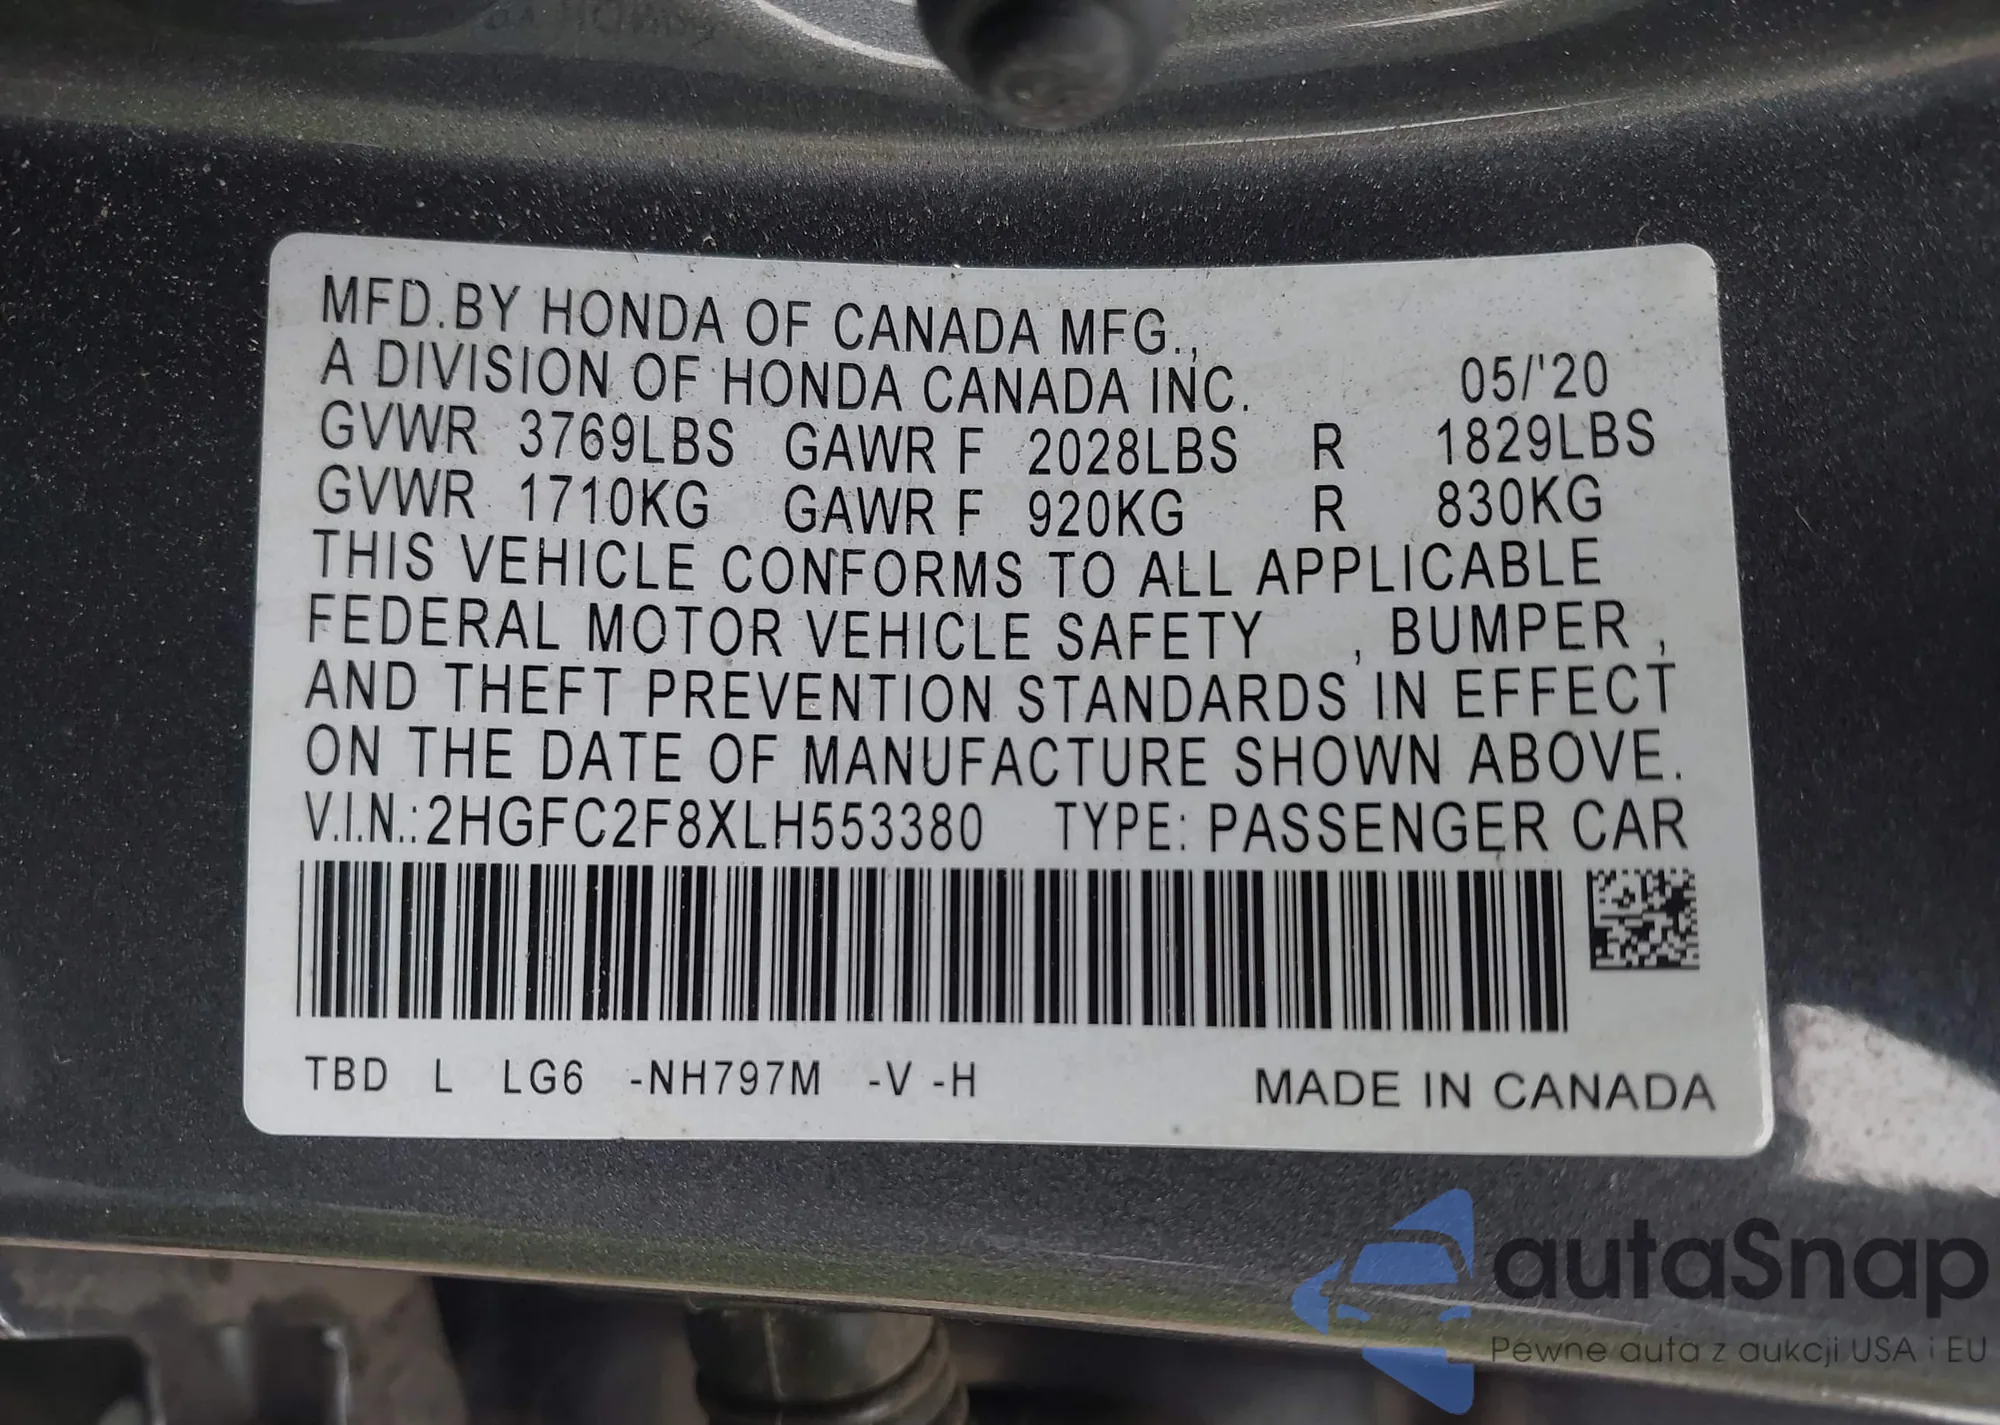 MFD.BY HONDA OF CANADA MFG.,
A DIVISION OF HONDA CANADA INC. 05/'20
GVWR 3769LBS GAWR F 2028LBS R 1829LBS
GVWR 1710KG GAWR F 920KG R 830KG
THIS VEHICLE CONFORMS TO ALL APPLICABLE
FEDERAL MOTOR VEHICLE SAFETY , BUMPER ,
AND THEFT PREVENTION STANDARDS IN EFFECT
ON THE DATE OF MANUFACTURE SHOWN ABOVE.
V.I.N.:2HGFC2F8XLH553380 TYPE: PASSENGER CAR
TBD L LG6 -NH797M -V -H MADE IN CANADA
autaSnap
Pewne auta z aukcji USA i EU